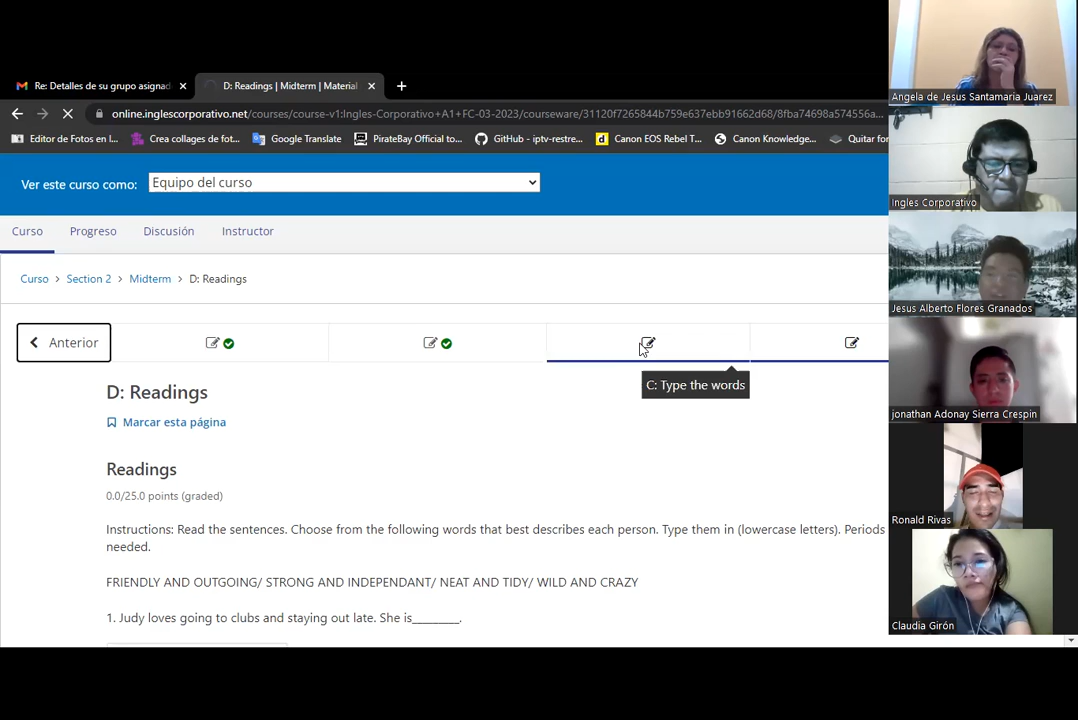 Re: Detalles de su grupo asignad
D: Readings | Midterm | Material
online.inglescorporativo.net/courses/course-v1:Ingles-Corporativo+A1+FC-03-2023/courseware/31120f7265844b759e637ebb91662d68/8fba74698a574556a...
Editor de Fotos en l... Crea collages de fot... Google Translate PirateBay Official to... GitHub - iptv-restre... Canon EOS Rebel T... Canon Knowledge... Quitar for
Ver este curso como: Equipo del curso
Curso Progreso Discusión Instructor
Curso > Section 2 > Midterm > D: Readings
Anterior
C: Type the words
D: Readings
Marcar esta página
Readings
0.0/25.0 points (graded)
Instructions: Read the sentences. Choose from the following words that best describes each person. Type them in (lowercase letters). Periods
needed.
FRIENDLY AND OUTGOING/ STRONG AND INDEPENDANT/ NEAT AND TIDY/ WILD AND CRAZY
1. Judy loves going to clubs and staying out late. She is________.
Angela de Jesus Santamaría Juarez
Ingles Corporativo
Jesus Alberto Flores Granados
jonathan Adonay Sierra Crespin
Ronald Rivas
Claudia Girón